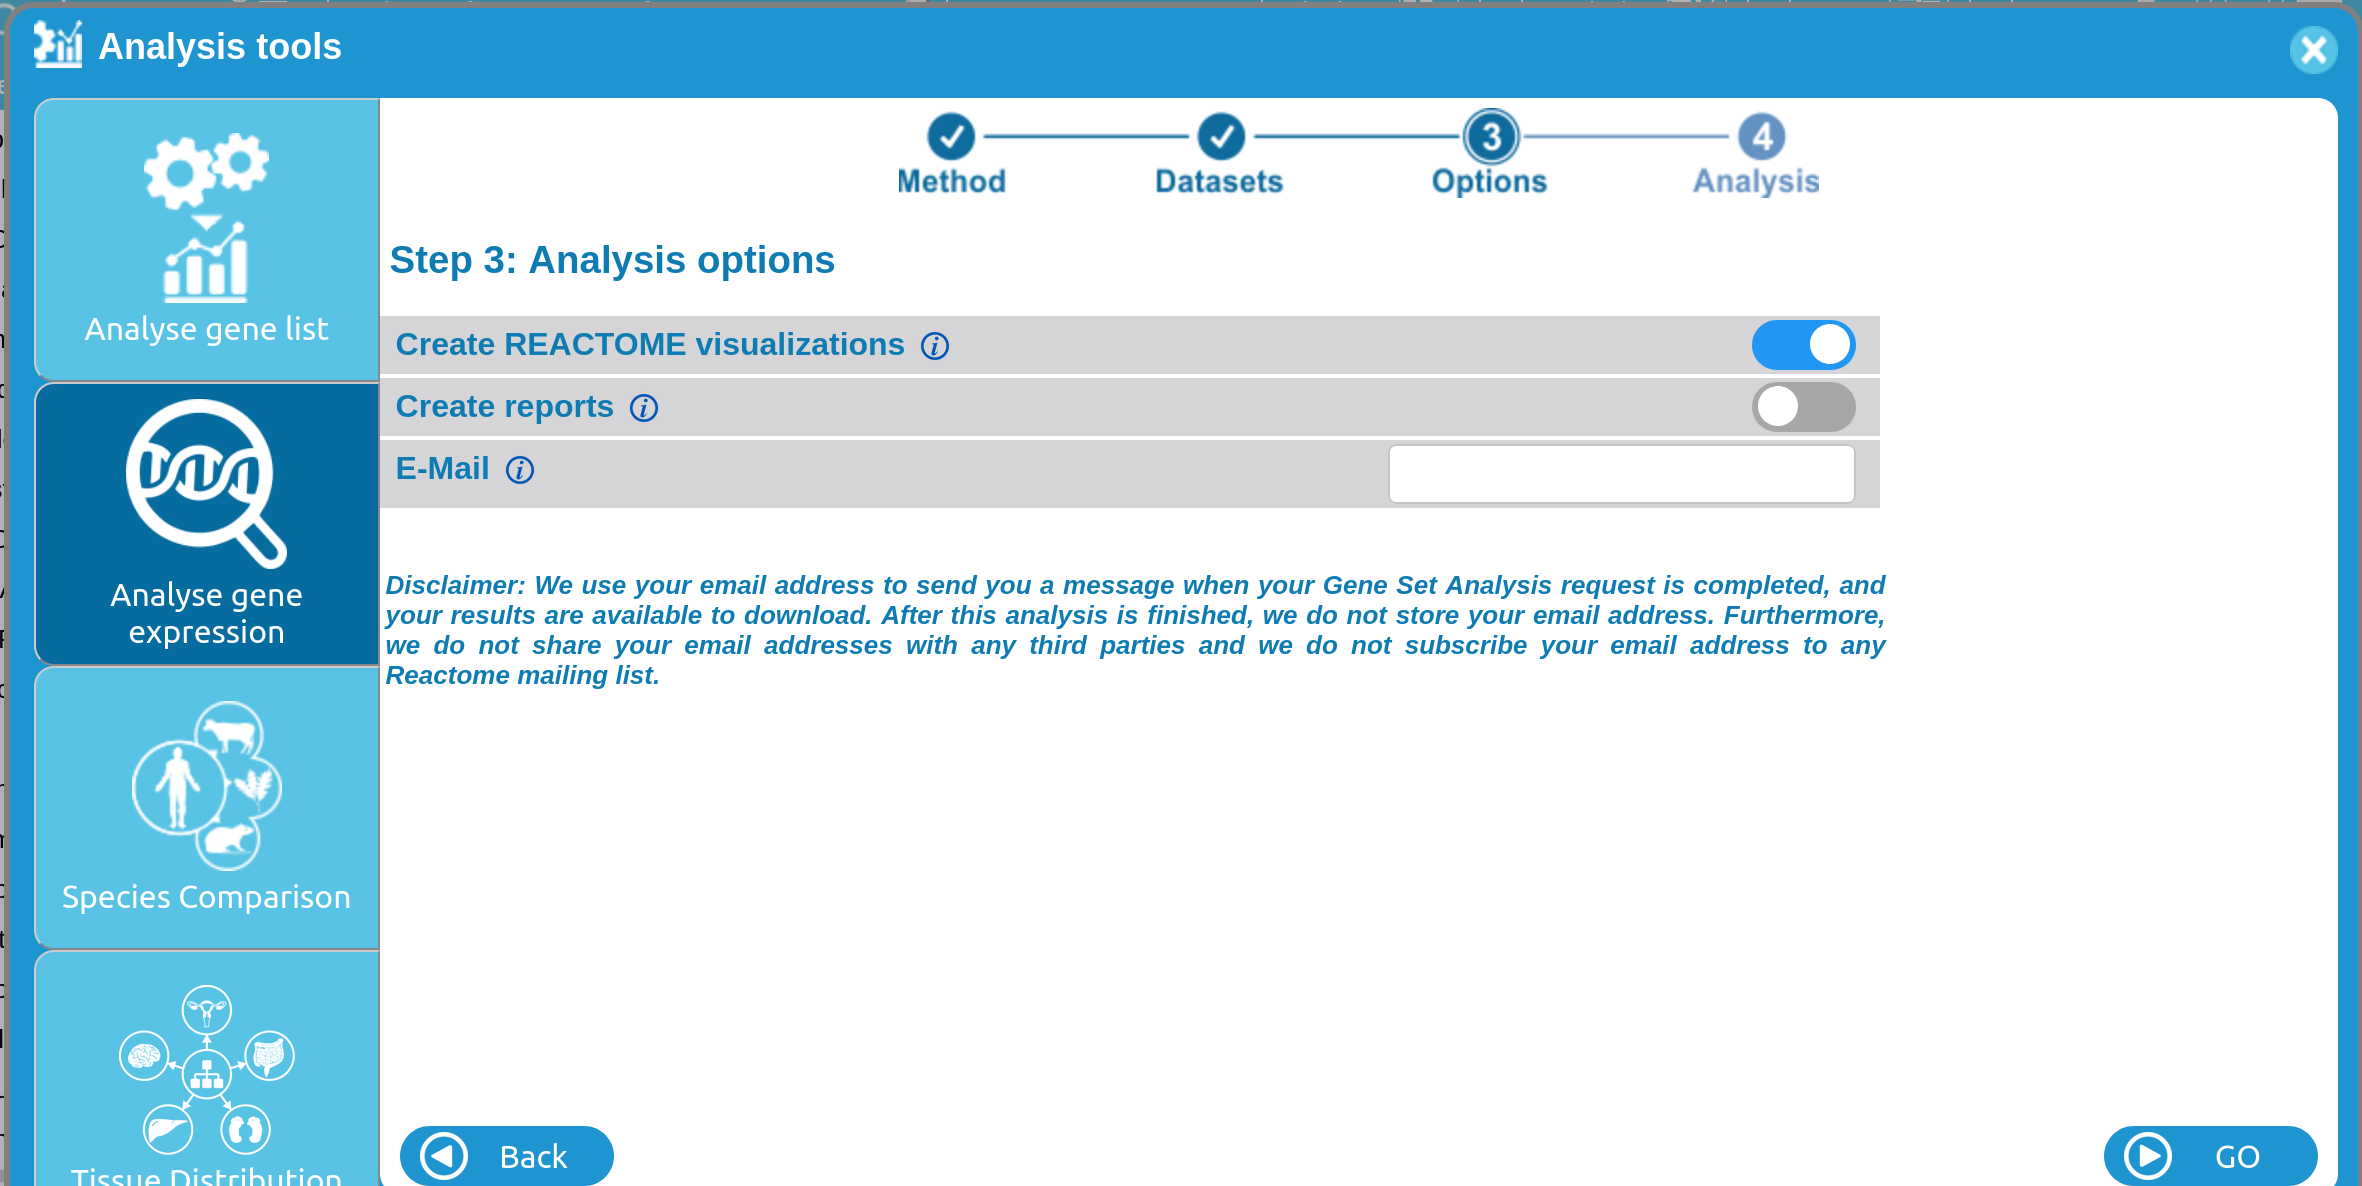 Analysis tools
Analyse gene list
Analyse gene
expression
Species Comparison
Tissue Distribution
3
4
Method
Datasets
Options
Analysis
Step 3: Analysis options
Create REACTOME visualizations i
Create reports i
E-Mail i
Disclaimer: We use your email address to send you a message when your Gene Set Analysis request is completed, and
your results are available to download. After this analysis is finished, we do not store your email address. Furthermore,
we do not share your email addresses with any third parties and we do not subscribe your email address to any
Reactome mailing list.
Back
GO